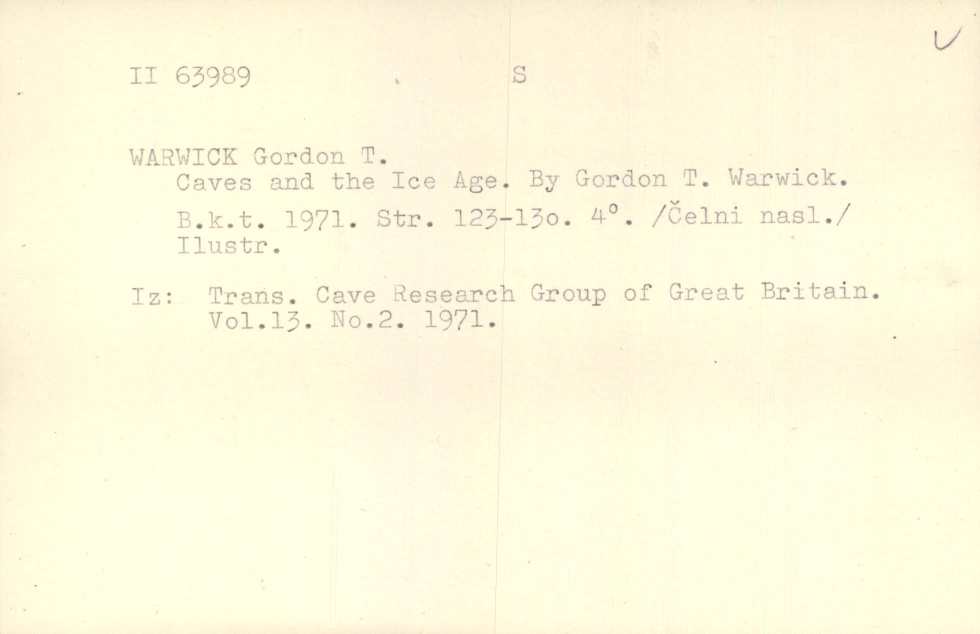 II 63989 S
WARWICK Gordon T.
Caves and the Ice Age. By Gordon T. Warwick.
B.k.t. 1971. Str. 123-13o. 4°. /Čelni nasl./
Ilustr.
Iz: Trans. Cave Research Group of Great Britain.
Vol.13. No.2. 1971.